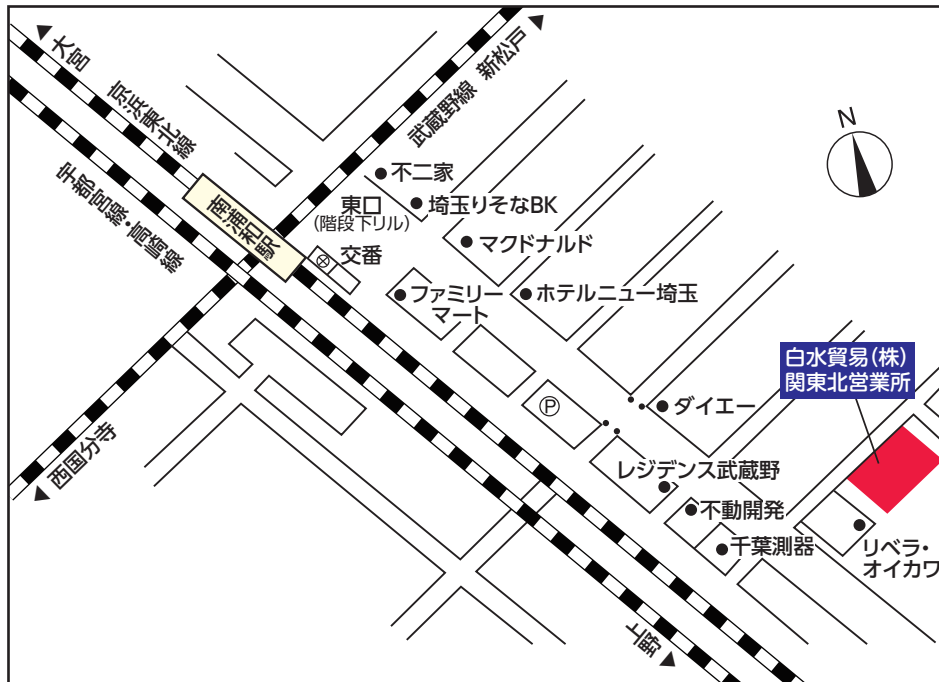 大宮
京浜東北線
宇都宮線・高崎線
武蔵野線 新松戸
N
不二家
東口
(階段下リル)
埼玉りそなBK
南浦和駅
交番
マクドナルド
ファミリー
マート
ホテルニュー埼玉
白水貿易(株)
関東北営業所
P
ダイエー
西国分寺
レジデンス武蔵野
不動開発
千葉測器
リベラ・
オイカワ
上野